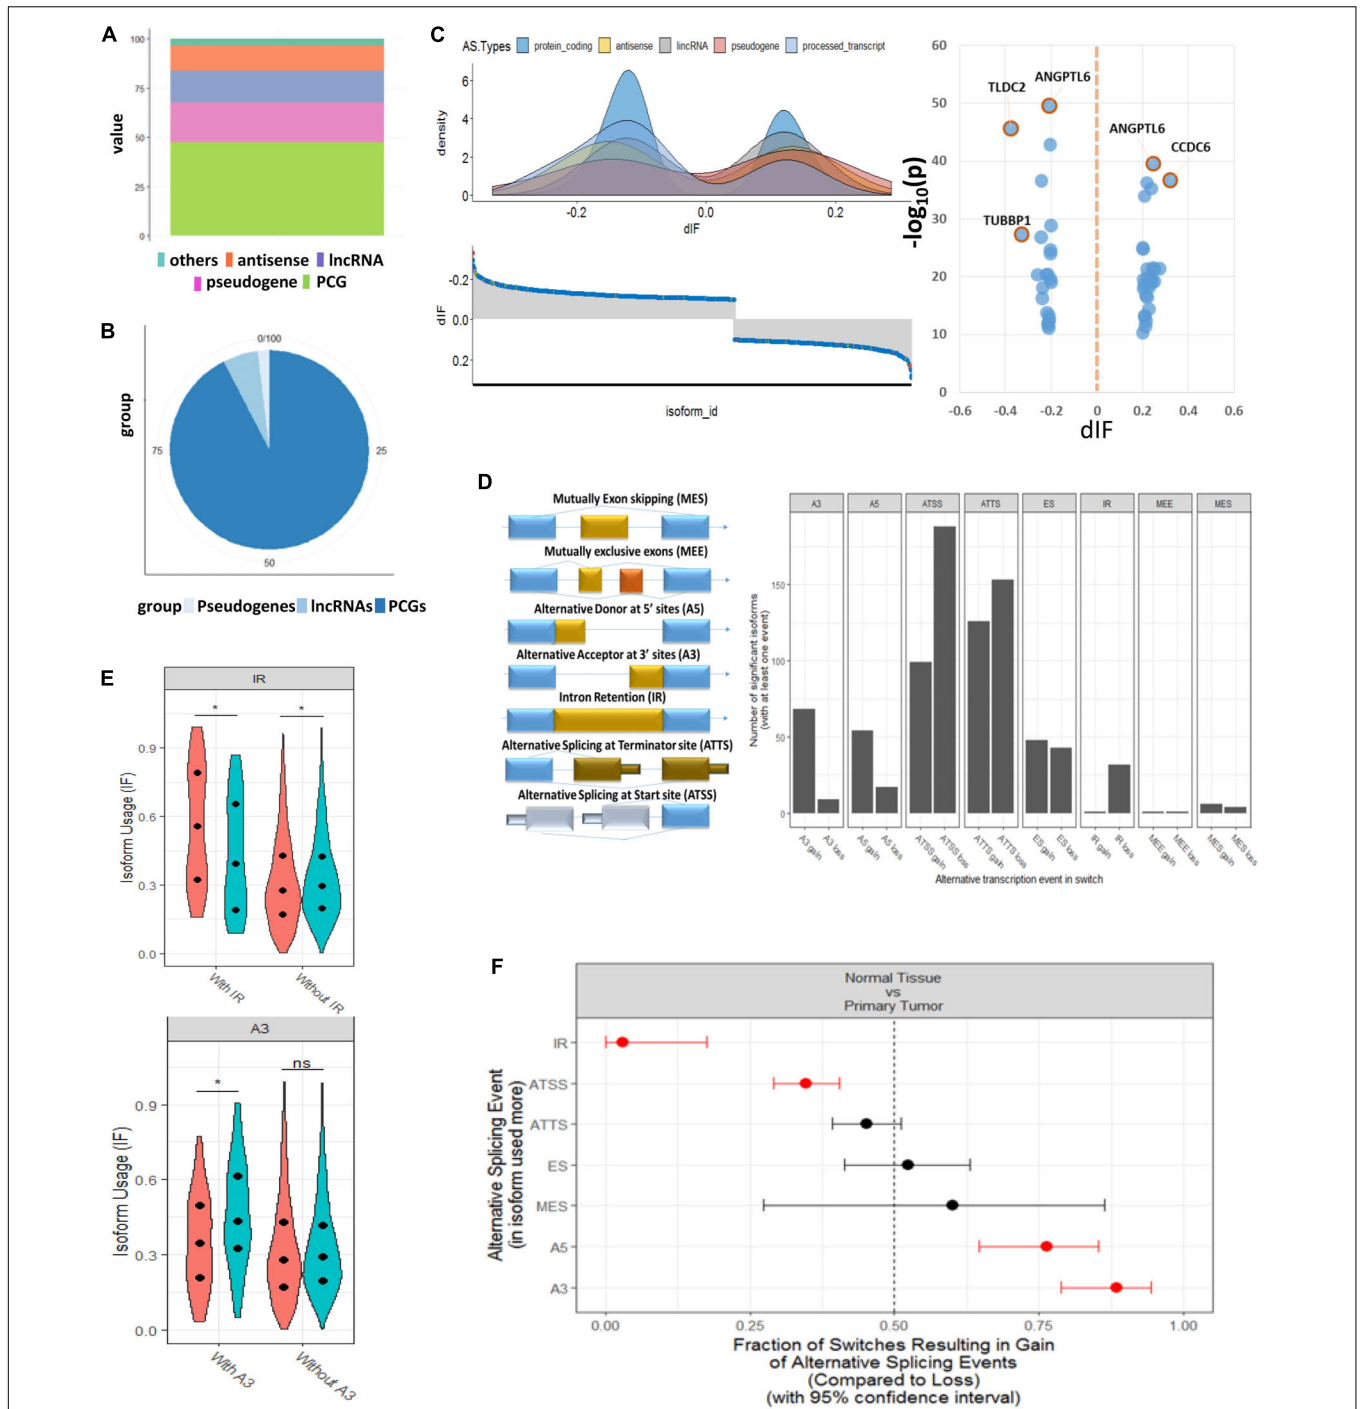 A
value
100
75
50
25
0
others antisense lncRNA
pseudogene PCG
B
group
0/100
75
25
50
group Pseudogenes lncRNAs PCGs
C
AS.Types protein_coding antisense lincRNA pseudogene processed_transcript
density
6
4
2
0
-0.2 0.0 0.2
dIF
dIF
-0.2
0.0
0.2
isoform_id
-log10(p)
60
50
40
30
20
10
0
TLDC2
ANGPTL6
ANGPTL6
CCDC6
TUBBP1
-0.6 -0.4 -0.2 0 0.2 0.4 0.6
dIF
D
Mutually Exon skipping (MES)
Mutually exclusive exons (MEE)
Alternative Donor at 5' sites (A5)
Alternative Acceptor at 3' sites (A3)
Intron Retention (IR)
Alternative Splicing at Terminator site (ATTS)
Alternative Splicing at Start site (ATSS)
A3 A5 ATSS ATTS ES IR MEE MES
Number of significant isoforms
(with at least one event)
150
100
50
0
A3 gain A3 loss A5 gain A5 loss ATSS gain ATSS loss ATTS gain ATTS loss ES gain ES loss IR gain IR loss MEE gain MEE loss MES gain MES loss
Alternative transcription event in switch
E
IR
Isoform Usage (IF)
* *
0.9
0.6
0.3
0.0
With IR Without IR
A3
Isoform Usage (IF)
* ns
0.9
0.6
0.3
0.0
With A3 Without A3
F
Normal Tissue
vs
Primary Tumor
Alternative Splicing Event
(in isoform used more)
IR
ATSS
ATTS
ES
MES
A5
A3
0.00 0.25 0.50 0.75 1.00
Fraction of Switches Resulting in Gain
of Alternative Splicing Events
(Compared to Loss)
(with 95% confidence interval)